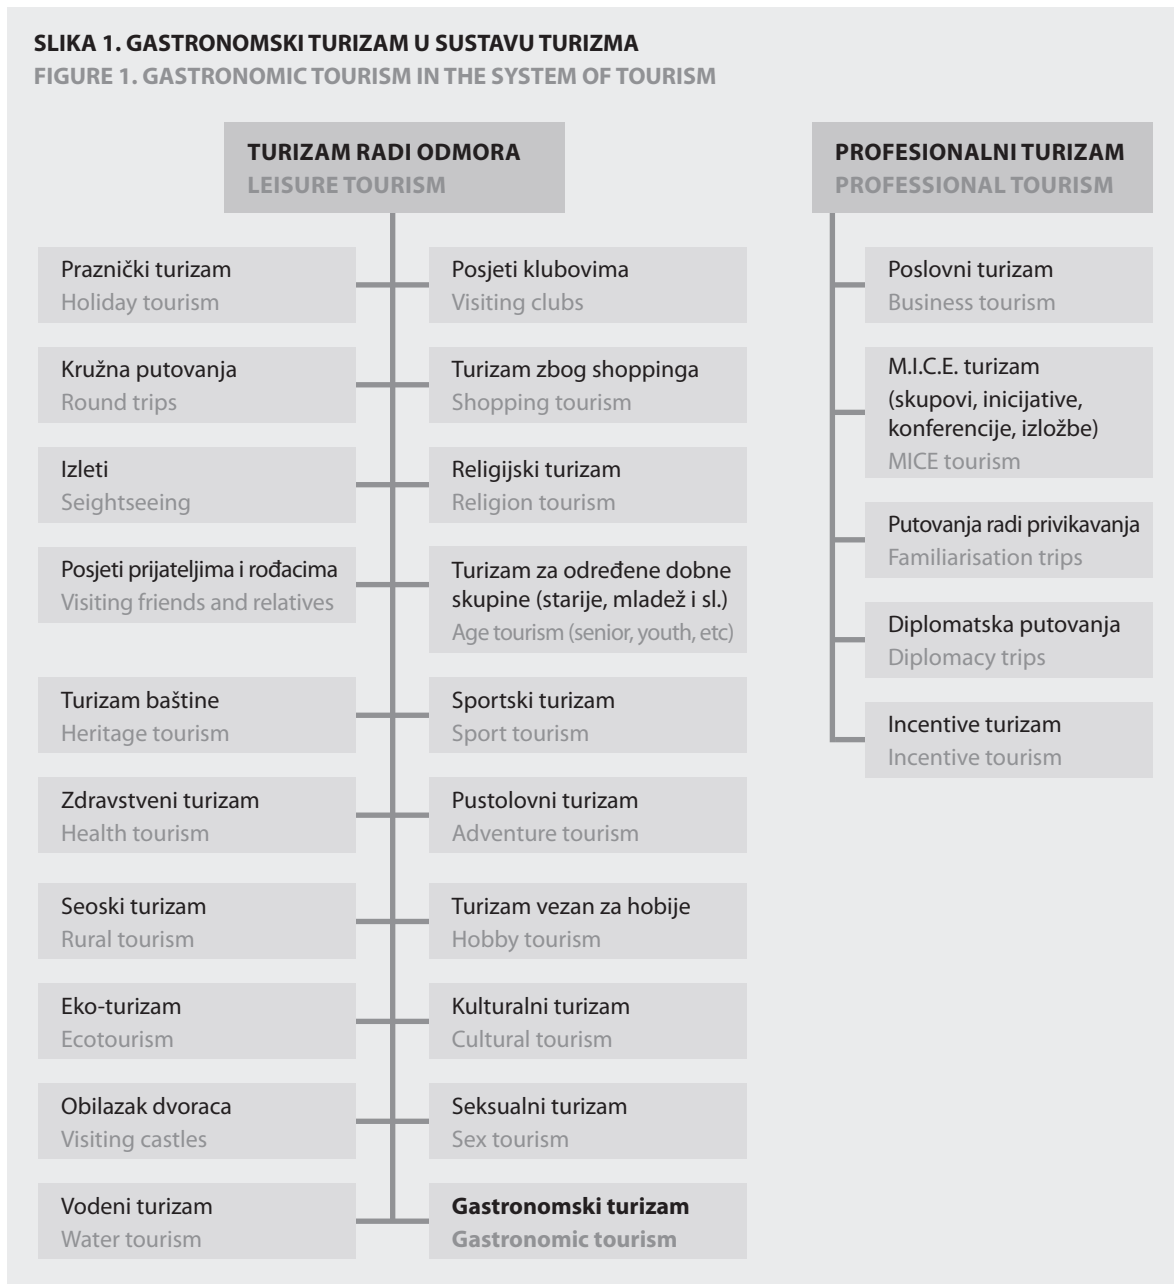 SLIKA 1. GASTRONOMSKI TURIZAM U SUSTAVU TURIZMA
FIGURE 1. GASTRONOMIC TOURISM IN THE SYSTEM OF TOURISM
TURIZAM RADI ODMORA
LEISURE TOURISM
Praznički turizam
Holiday tourism
Posjeti klubovima
Visiting clubs
Kružna putovanja
Round trips
Turizam zbog shoppinga
Shopping tourism
Izleti
Seightseeing
Religijski turizam
Religion tourism
Posjeti prijateljima i rođacima
Visiting friends and relatives
Turizam za određene dobne
skupine (starije, mladež i sl.)
Age tourism (senior, youth, etc)
Turizam baštine
Heritage tourism
Sportski turizam
Sport tourism
Zdravstveni turizam
Health tourism
Pustolovni turizam
Adventure tourism
Seoski turizam
Rural tourism
Turizam vezan za hobije
Hobby tourism
Eko-turizam
Ecotourism
Kulturalni turizam
Cultural tourism
Obilazak dvoraca
Visiting castles
Seksualni turizam
Sex tourism
Vodeni turizam
Water tourism
Gastronomski turizam
Gastronomic tourism
PROFESIONALNI TURIZAM
PROFESSIONAL TOURISM
Poslovni turizam
Business tourism
M.I.C.E. turizam
(skupovi, inicijative,
konferencije, izložbe)
MICE tourism
Putovanja radi privikavanja
Familiarisation trips
Diplomatska putovanja
Diplomacy trips
Incentive turizam
Incentive tourism